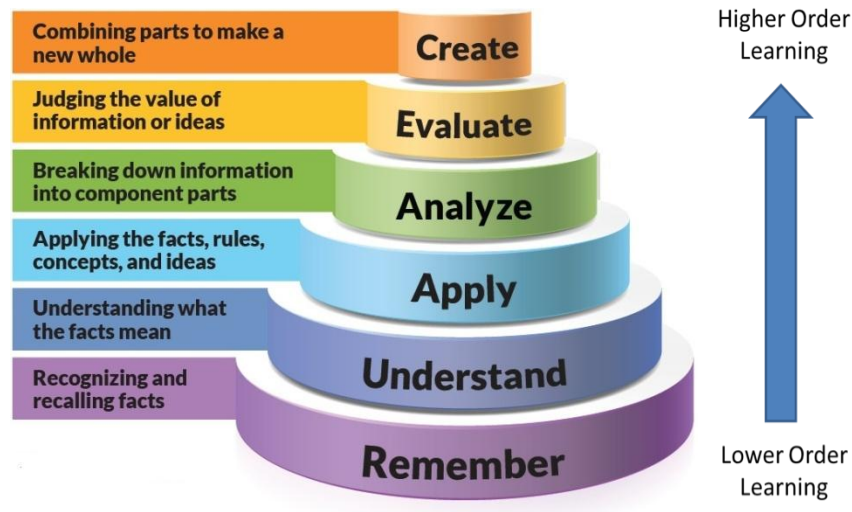 Combining parts to make a
new whole
Create
Judging the value of
information or ideas
Evaluate
Breaking down information
into component parts
Analyze
Applying the facts, rules,
concepts, and ideas
Apply
Understanding what
the facts mean
Understand
Recognizing and
recalling facts
Remember
Higher Order
Learning
Lower Order
Learning